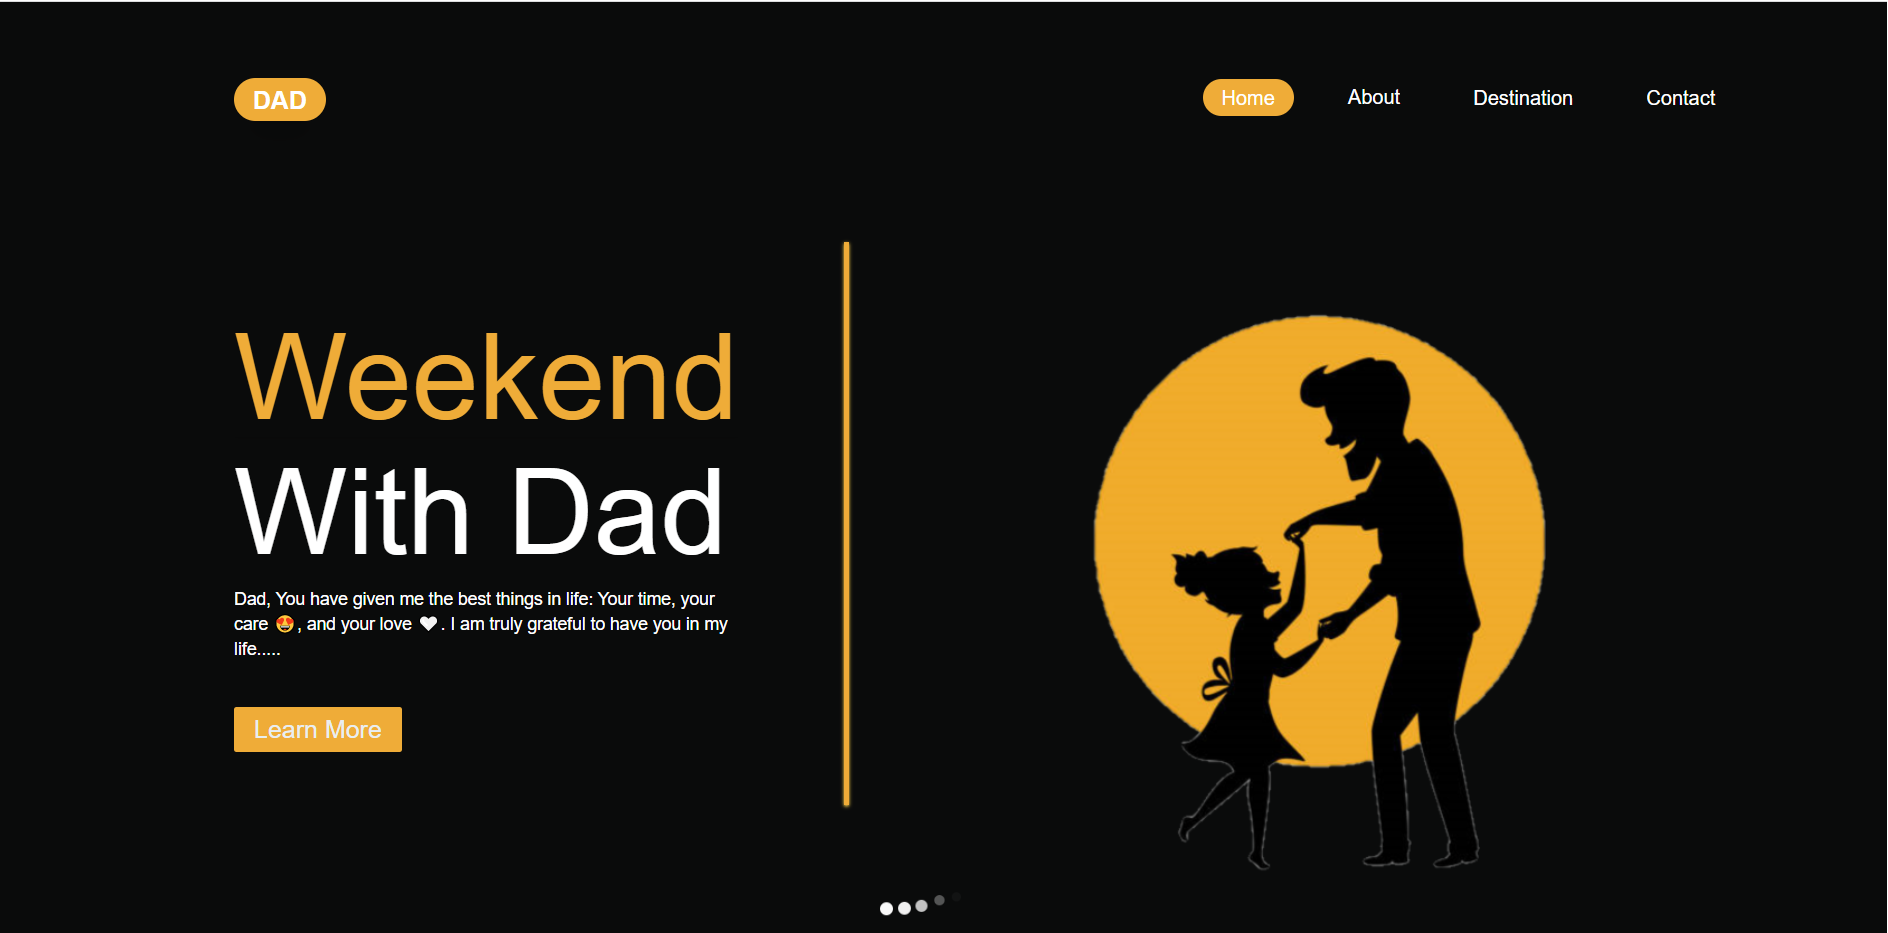 DAD
Home
About
Destination
Contact
Weekend
With Dad
Dad, You have given me the best things in life: Your time, your
care 🤩, and your love 🤍. I am truly grateful to have you in my
life.....
Learn More